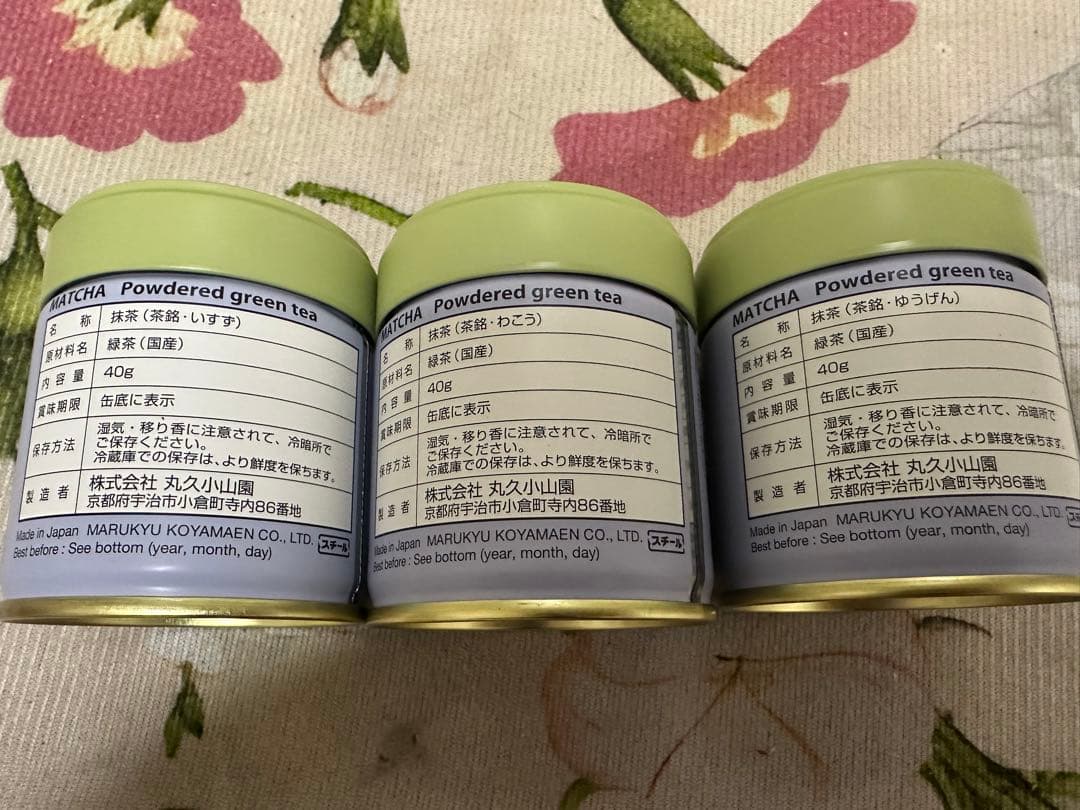 MATCHA Powdered green tea
名称 抹茶（茶銘・いすず）
原材料名 緑茶（国産）
内容量 40g
賞味期限 缶底に表示
保存方法 湿気・移り香に注意されて、冷暗所で
ご保存ください。
冷蔵庫での保存は、より鮮度を保ちます。
製造者 株式会社 丸久小山園
京都府宇治市小倉町寺内86番地
Made in Japan MARUKYU KOYAMAEN CO., LTD.
Best before : See bottom (year, month, day)
スチール
MATCHA Powdered green tea
名称 抹茶（茶銘・わこう）
原材料名 緑茶（国産）
内容量 40g
賞味期限 缶底に表示
保存方法 湿気・移り香に注意されて、冷暗所で
ご保存ください。
冷蔵庫での保存は、より鮮度を保ちます。
製造者 株式会社 丸久小山園
京都府宇治市小倉町寺内86番地
Made in Japan MARUKYU KOYAMAEN CO., LTD.
Best before : See bottom (year, month, day)
スチール
MATCHA Powdered green tea
名称 抹茶（茶銘・ゆうげん）
原材料名 緑茶（国産）
内容量 40g
賞味期限 缶底に表示
保存方法 湿気・移り香に注意されて、冷暗所で
ご保存ください。
冷蔵庫での保存は、より鮮度を保ちます。
製造者 株式会社 丸久小山園
京都府宇治市小倉町寺内86番地
Made in Japan MARUKYU KOYAMAEN CO., LTD.
Best before : See bottom (year, month, day)